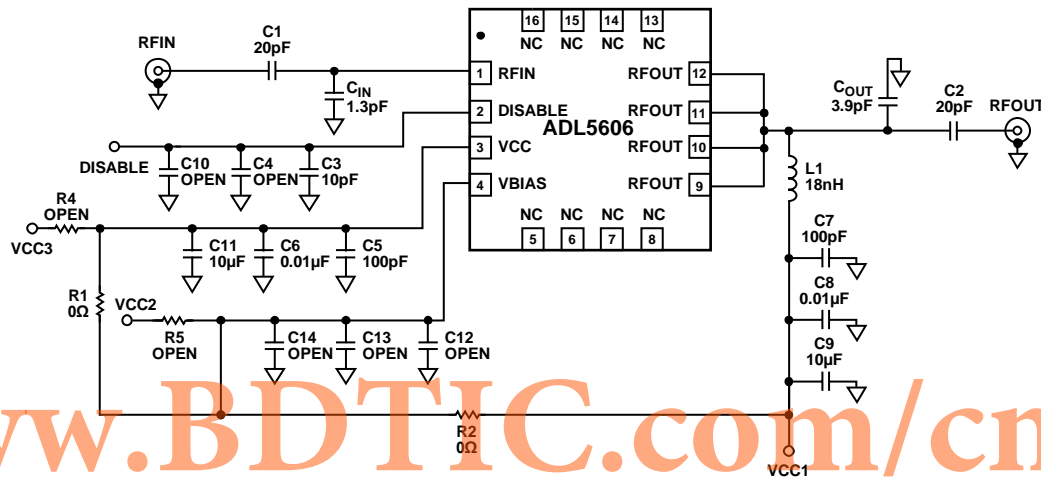 16 15 14 13
NC NC NC NC
C1
20pF
RFIN
CIN
1.3pF
1 RFIN
2 DISABLE
3 VCC
4 VBIAS
ADL5606
RFOUT 12
RFOUT 11
RFOUT 10
RFOUT 9
NC NC NC NC
5 6 7 8
COUT
3.9pF
C2
20pF
RFOUT
L1
18nH
DISABLE
C10
OPEN
C4
OPEN
C3
10pF
R4
OPEN
VCC3
C11
10µF
C6
0.01µF
C5
100pF
C7
100pF
C8
0.01µF
C9
10µF
R1
0Ω
VCC2
R5
OPEN
C14
OPEN
C13
OPEN
C12
OPEN
R2
0Ω
VCC1
w.BDTIC.com/cn